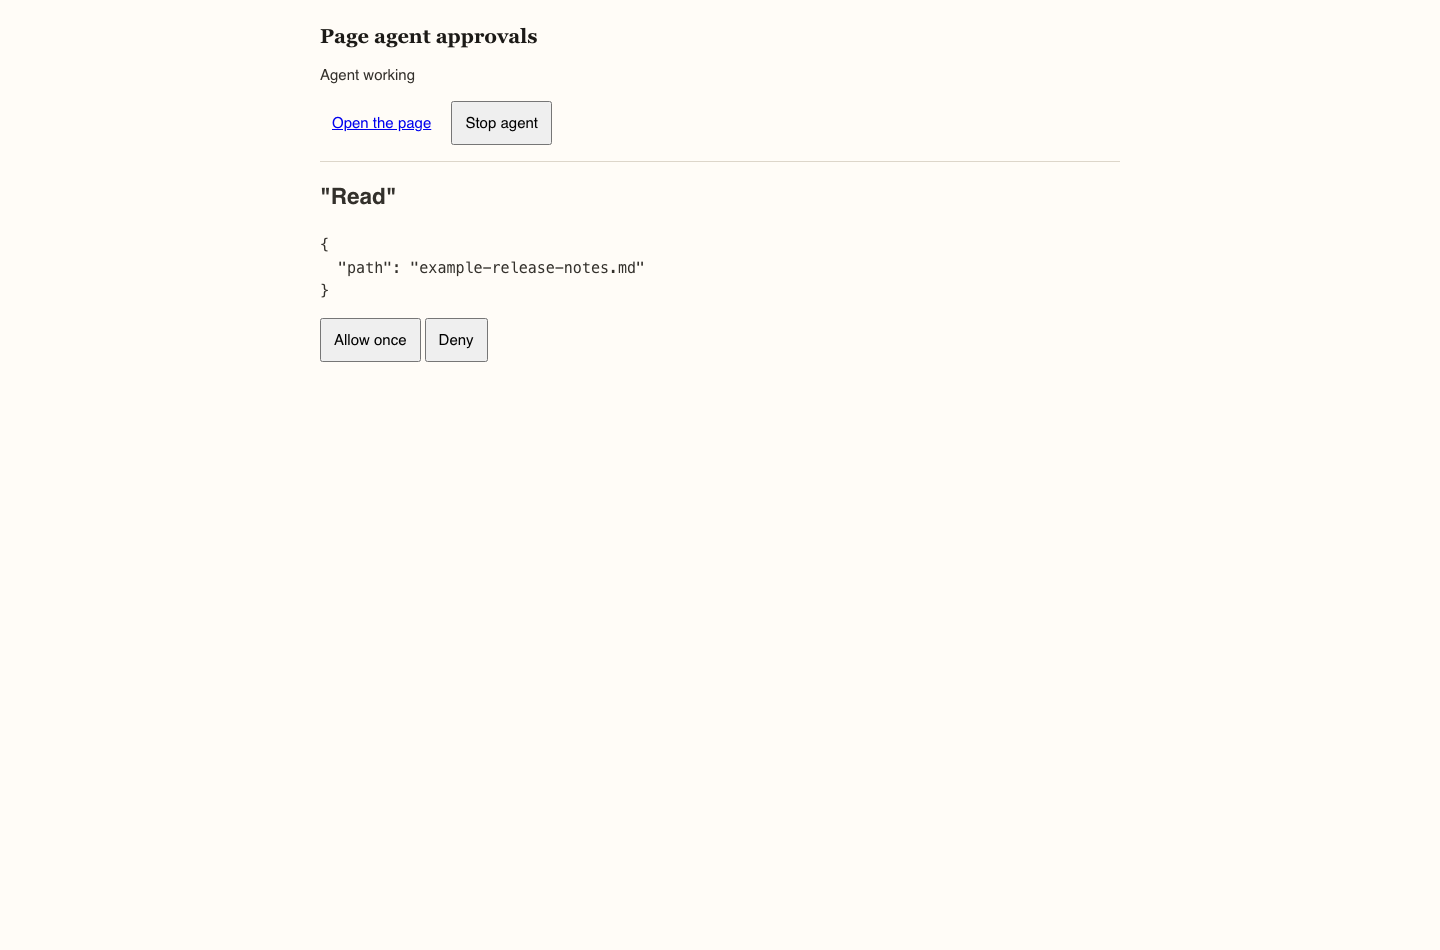 Page agent approvals
Agent working
Open the page Stop agent
"Read"
{
  "path": "example-release-notes.md"
}
Allow once Deny